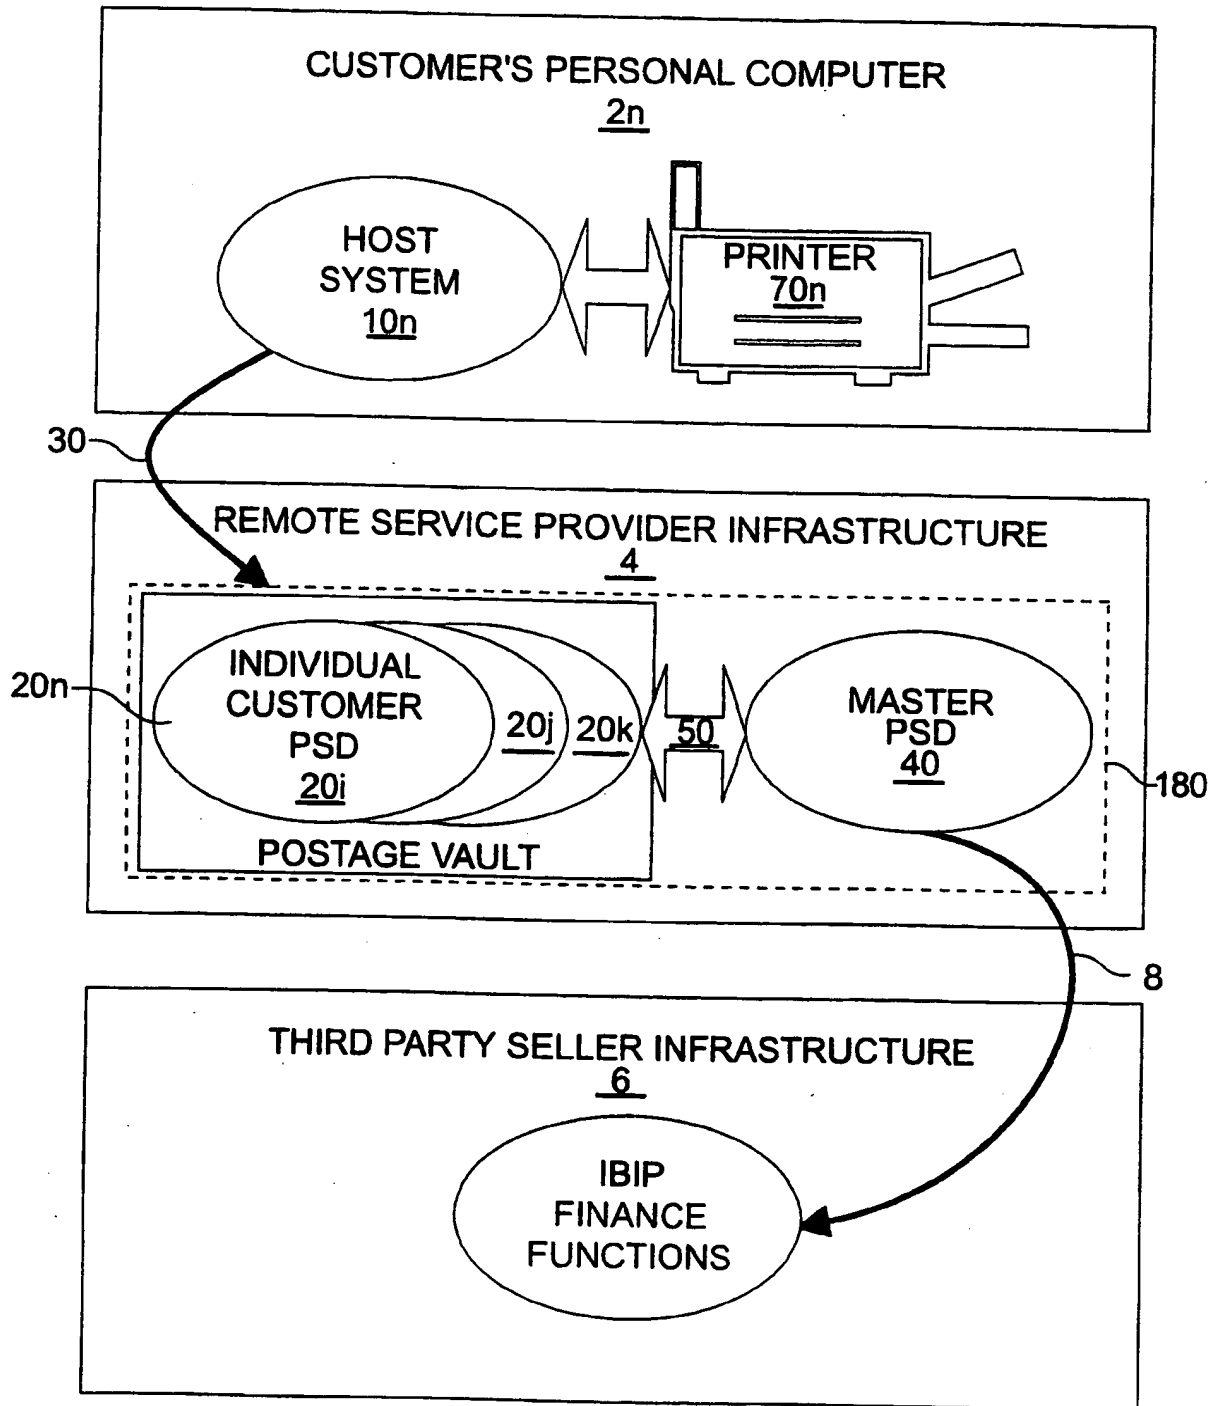 CUSTOMER'S PERSONAL COMPUTER
2n
HOST
SYSTEM
10n
PRINTER
70n
30
REMOTE SERVICE PROVIDER INFRASTRUCTURE
4
20n
INDIVIDUAL
CUSTOMER
PSD
20i
20j
20k
POSTAGE VAULT
50
MASTER
PSD
40
180
8
THIRD PARTY SELLER INFRASTRUCTURE
6
IBIP
FINANCE
FUNCTIONS